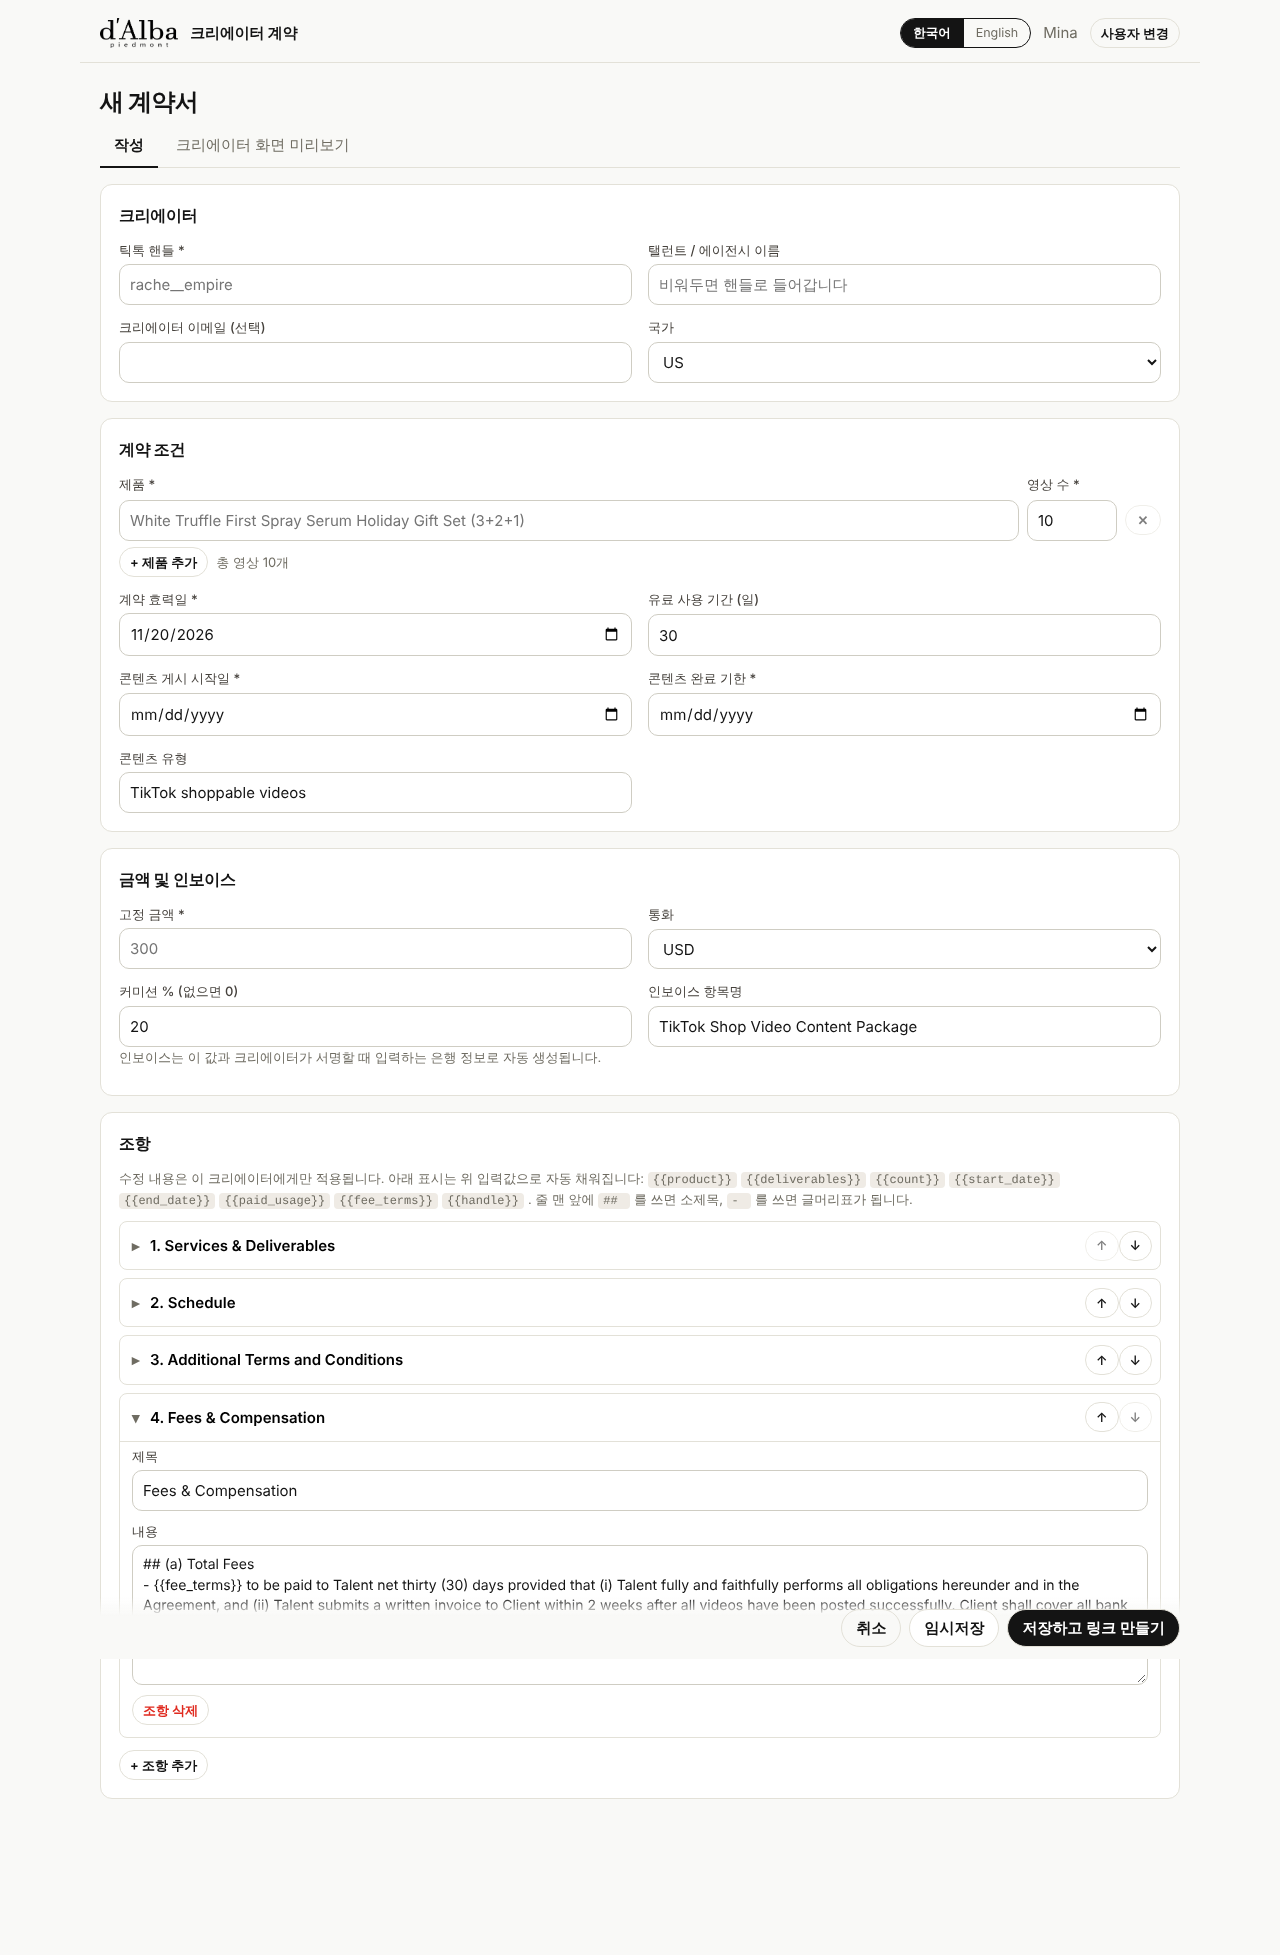 d'Alba
piedmont
크리에이터 계약
한국어
English
Mina
사용자 변경
새 계약서
작성
크리에이터 화면 미리보기
크리에이터
틱톡 핸들 *
탤런트 / 에이전시 이름
rache__empire
비워두면 핸들로 들어갑니다
크리에이터 이메일 (선택)
국가
US
계약 조건
제품 *
영상 수 *
White Truffle First Spray Serum Holiday Gift Set (3+2+1)
10
✕
+ 제품 추가
총 영상 10개
계약 효력일 *
유료 사용 기간 (일)
11/20/2026
30
콘텐츠 게시 시작일 *
콘텐츠 완료 기한 *
mm/dd/yyyy
mm/dd/yyyy
콘텐츠 유형
TikTok shoppable videos
금액 및 인보이스
고정 금액 *
통화
300
USD
커미션 % (없으면 0)
인보이스 항목명
20
TikTok Shop Video Content Package
인보이스는 이 값과 크리에이터가 서명할 때 입력하는 은행 정보로 자동 생성됩니다.
조항
수정 내용은 이 크리에이터에게만 적용됩니다. 아래 표시는 위 입력값으로 자동 채워집니다: {{product}} {{deliverables}} {{count}} {{start_date}}
{{end_date}} {{paid_usage}} {{fee_terms}} {{handle}} . 줄 맨 앞에 ## 를 쓰면 소제목, - 를 쓰면 글머리표가 됩니다.
▸ 1. Services & Deliverables
↑ ↓
▸ 2. Schedule
↑ ↓
▸ 3. Additional Terms and Conditions
↑ ↓
▾ 4. Fees & Compensation
↑ ↓
제목
Fees & Compensation
내용
## (a) Total Fees
- {{fee_terms}} to be paid to Talent net thirty (30) days provided that (i) Talent fully and faithfully performs all obligations hereunder and in the
Agreement, and (ii) Talent submits a written invoice to Client within 2 weeks after all videos have been posted successfully. Client shall cover all bank
취소
임시저장
저장하고 링크 만들기
조항 삭제
+ 조항 추가